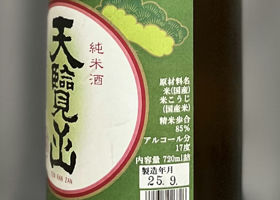 純米酒
天覽山
TEN RAN ZAN
原材料名
米(国産)
米こうじ
(国産米)
精米歩合
85%
アルコール分
17度
内容量 720ml詰
製造年月
25.9.